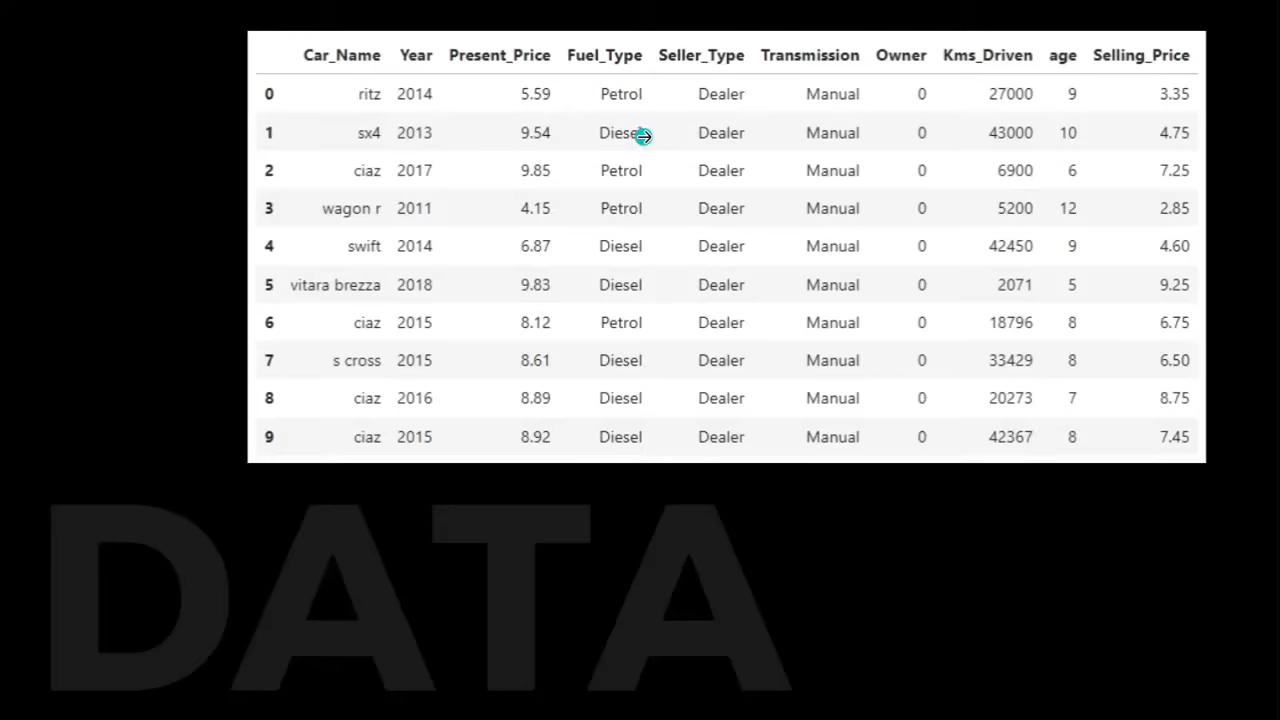 Car_Name Year Present_Price Fuel_Type Seller_Type Transmission Owner Kms_Driven age Selling_Price
0 ritz 2014 5.59 Petrol Dealer Manual 0 27000 9 3.35
1 sx4 2013 9.54 Diesel Dealer Manual 0 43000 10 4.75
2 ciaz 2017 9.85 Petrol Dealer Manual 0 6900 6 7.25
3 wagon r 2011 4.15 Petrol Dealer Manual 0 5200 12 2.85
4 swift 2014 6.87 Diesel Dealer Manual 0 42450 9 4.60
5 vitara brezza 2018 9.83 Diesel Dealer Manual 0 2071 5 9.25
6 ciaz 2015 8.12 Petrol Dealer Manual 0 18796 8 6.75
7 s cross 2015 8.61 Diesel Dealer Manual 0 33429 8 6.50
8 ciaz 2016 8.89 Diesel Dealer Manual 0 20273 7 8.75
9 ciaz 2015 8.92 Diesel Dealer Manual 0 42367 8 7.45
DATA